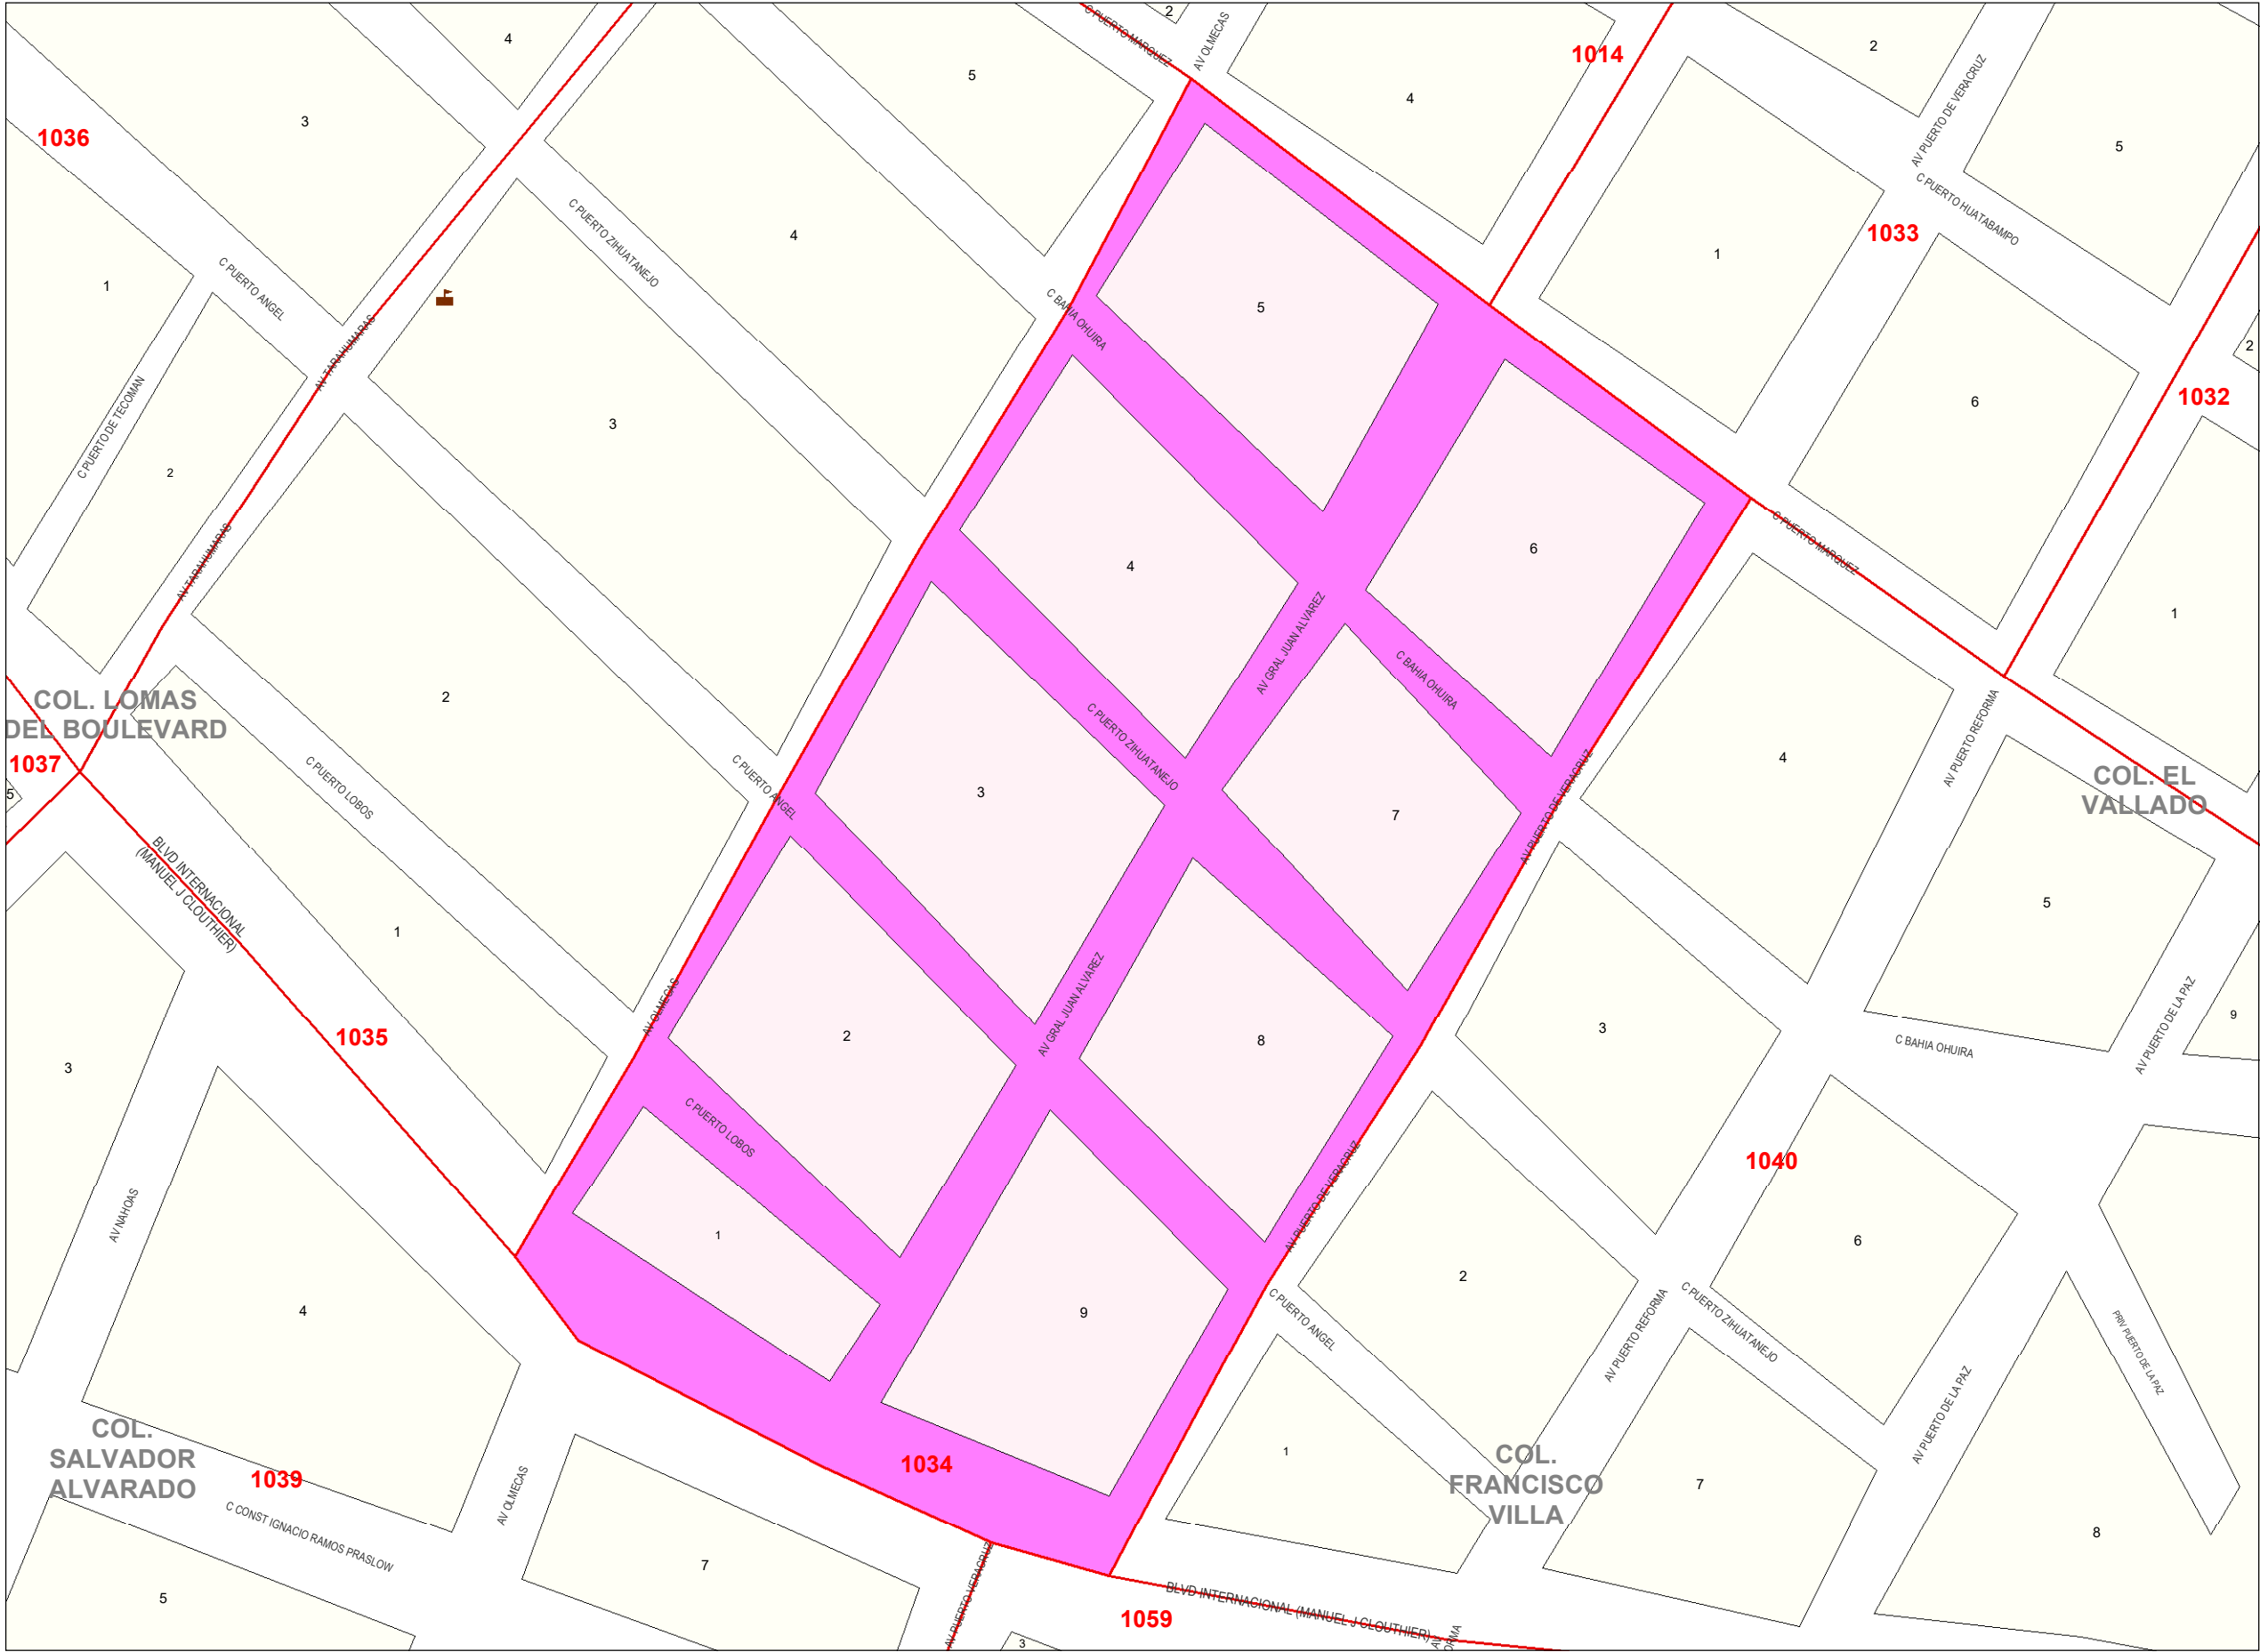 2
4
C PUERTO MARQUEZ
AV OLMECAS
1014
2
3
5
4
AV PUERTO DE VERACRUZ
1036
5
C PUERTO HUATABAMPO
C PUERTO ZIHUATANEJO
4
1033
1
1
C PUERTO ANGEL
C BAHIA OHUIRA
5
AV TARAHUMARAS
2
1032
6
C PUERTO DE TECOMAN
3
2
AV TARAHUMARAS
C PUERTO MARQUEZ
6
4
AV GRAL JUAN ALVAREZ
1
C BAHIA OHUIRA
COL. LOMAS
DEL BOULEVARD
2
C PUERTO ZIHUATANEJO
AV PUERTO REFORMA
1037
C PUERTO LOBOS
C PUERTO ANGEL
4
COL. EL
VALLADO
5
3
7
AV PUERTO DE VERACRUZ
BLVD INTERNACIONAL
(MANUEL J CLOUTHIER)
1
5
AV OLMECAS
AV GRAL JUAN ALVAREZ
AV PUERTO DE LA PAZ
9
1035
2
8
3
C BAHIA OHUIRA
3
C PUERTO LOBOS
1040
AV NAHOAS
1
AV PUERTO DE VERACRUZ
6
2
4
9
C PUERTO ANGEL
AV PUERTO REFORMA
C PUERTO ZIHUATANEJO
PRIV PUERTO DE LA PAZ
AV PUERTO DE LA PAZ
COL.
SALVADOR
ALVARADO
1039
1034
1
COL.
FRANCISCO
VILLA
7
8
AV OLMECAS
C CONST IGNACIO RAMOS PRASLOW
7
5
AV PUERTO VERACRUZ
BLVD INTERNACIONAL (MANUEL J CLOUTHIER)
1059
3
AV
ORMA